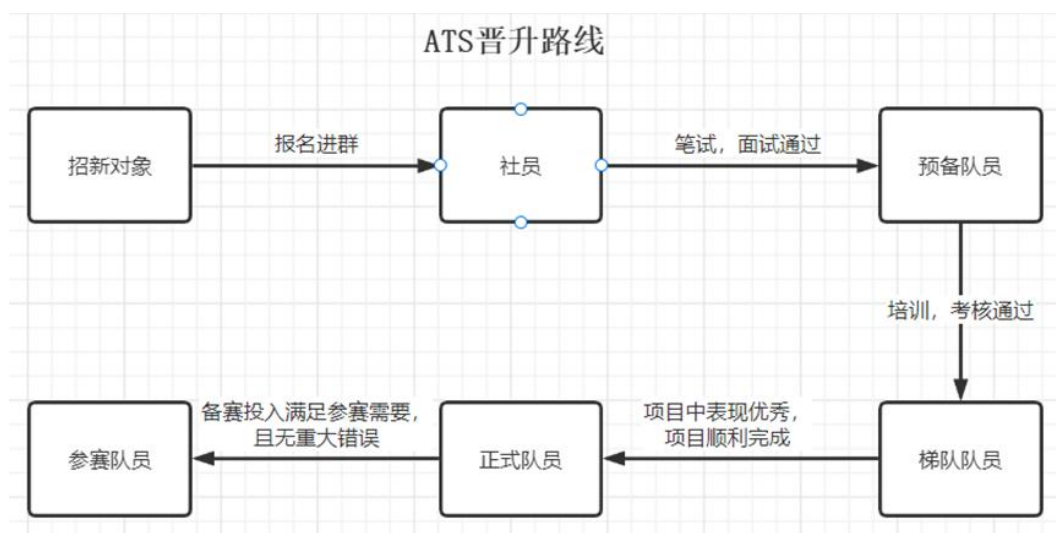 ATS晋升路线
招新对象
报名进群
社员
笔试，面试通过
预备队员
培训，考核通过
梯队队员
项目中表现优秀，
项目顺利完成
正式队员
备赛投入满足参赛需要，
且无重大错误
参赛队员